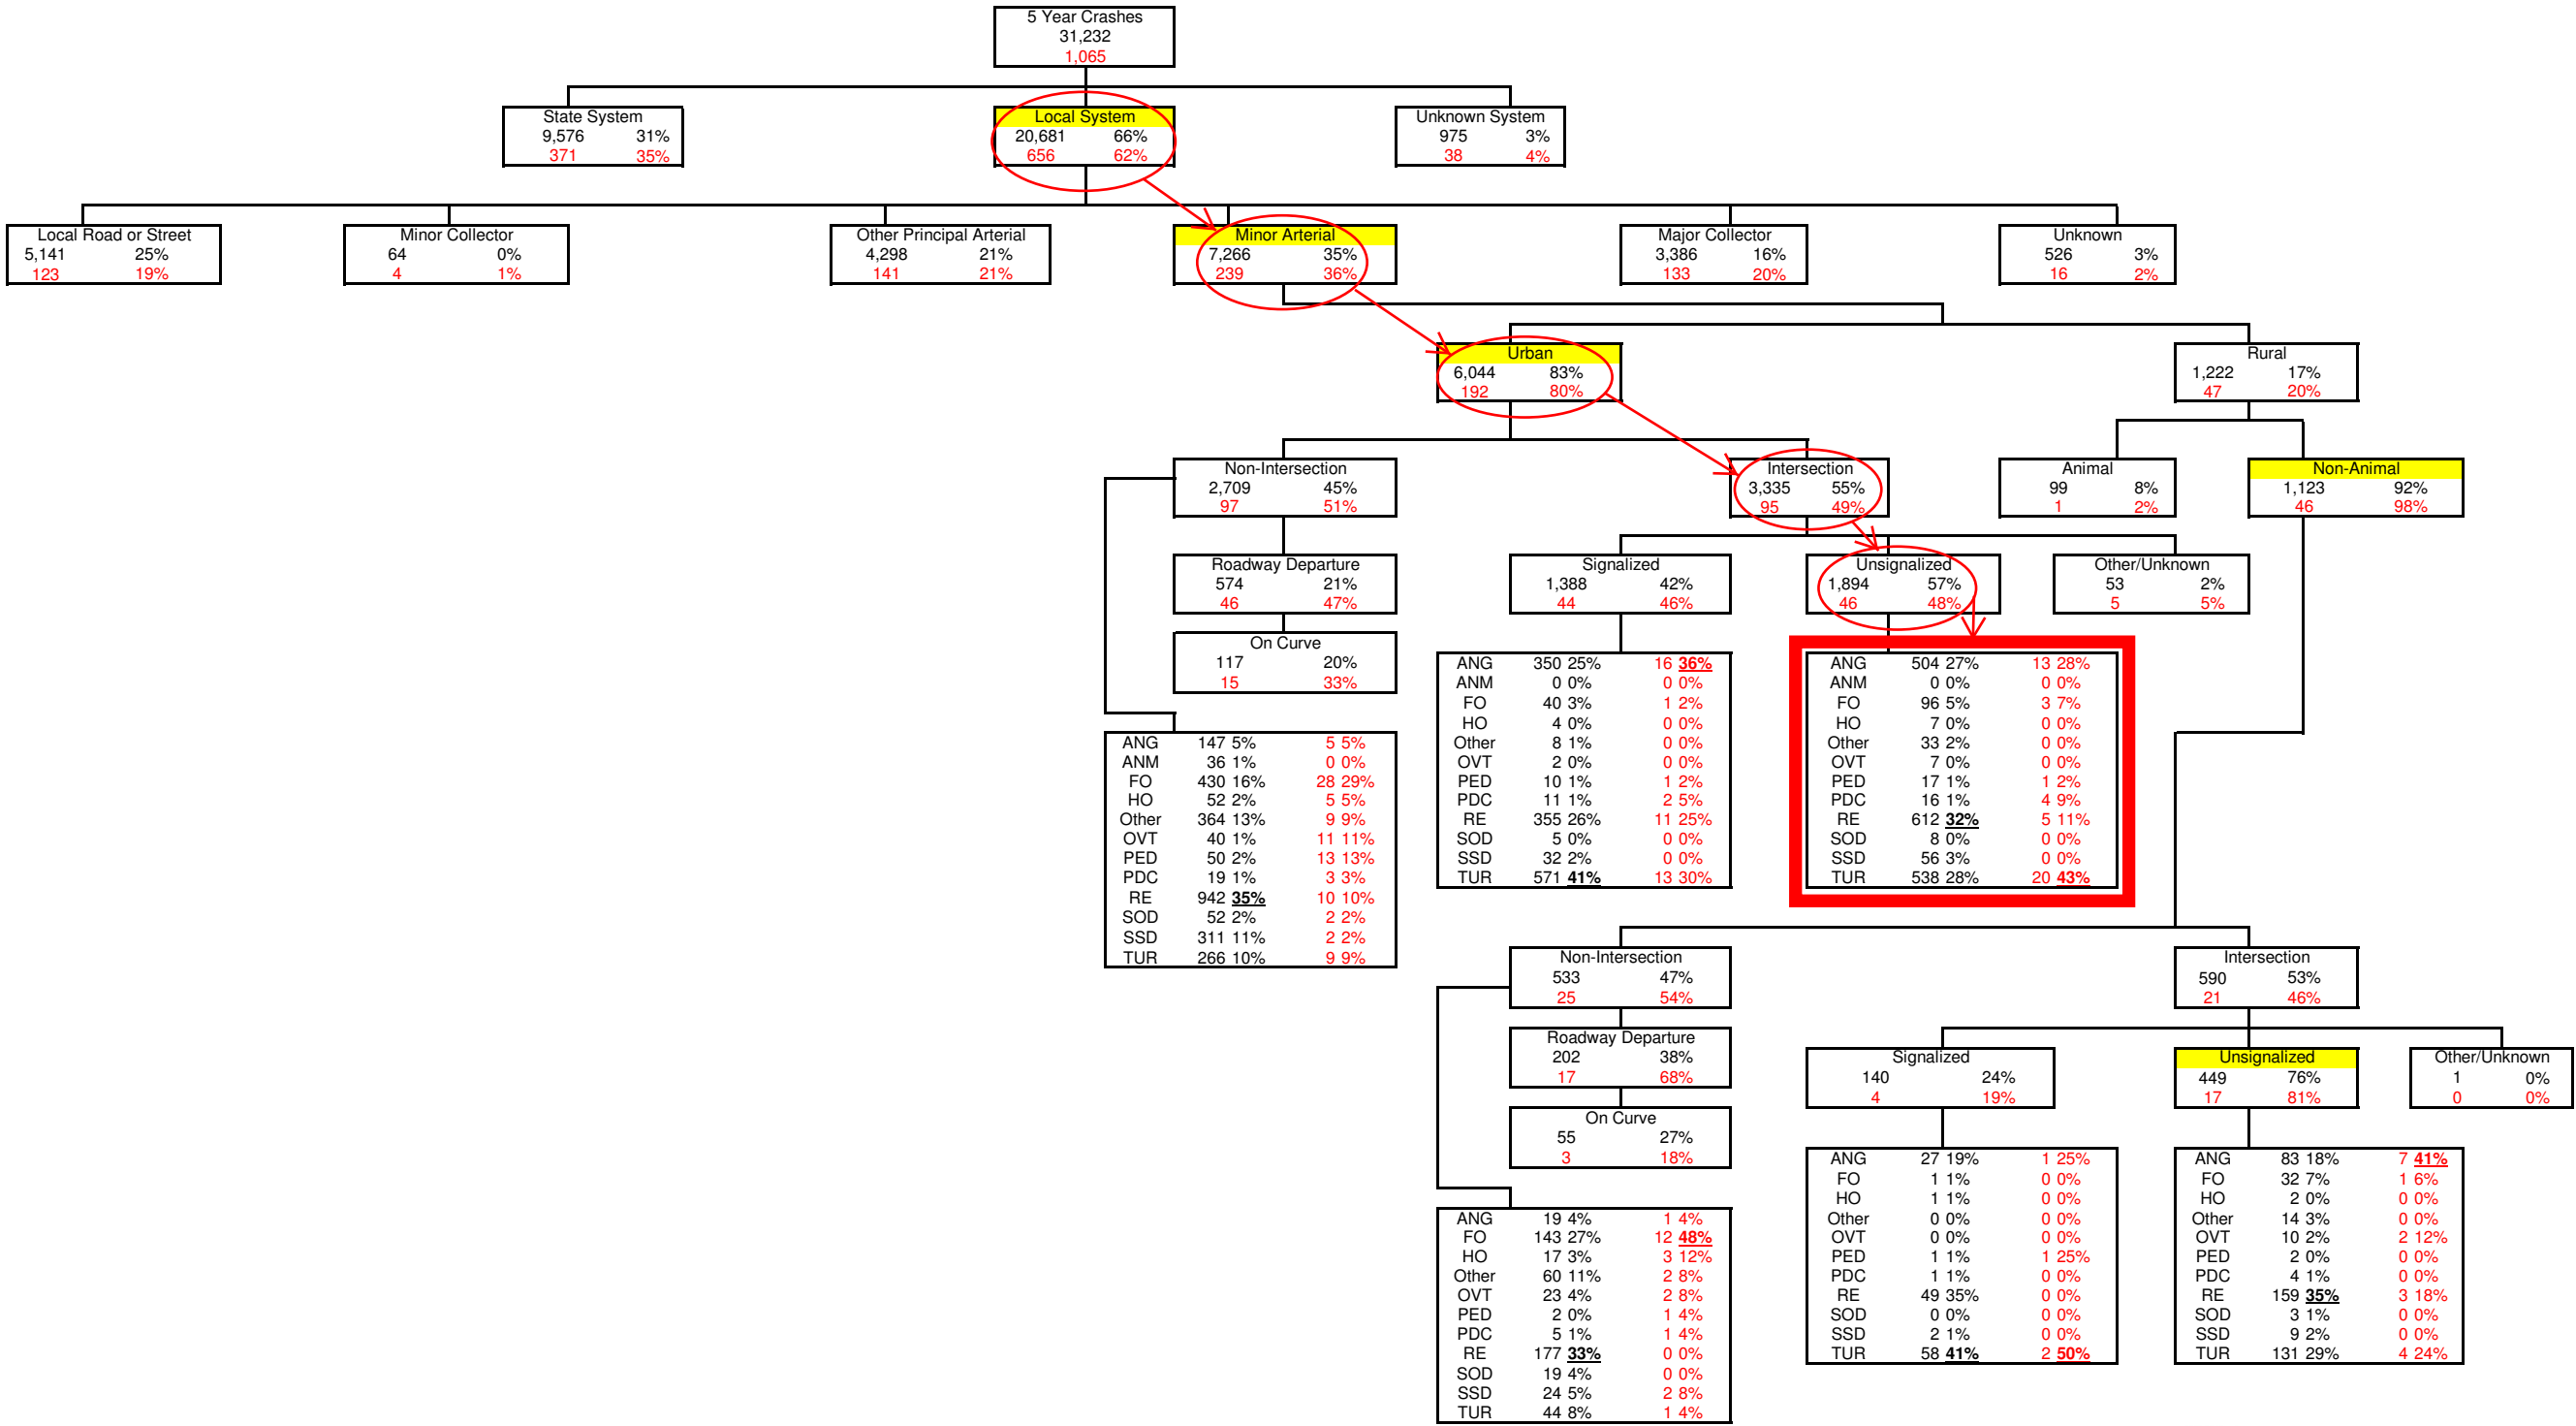 5 Year Crashes
31,232
1,065
State System
9,576 31%
371 35%
Local System
20,681 66%
656 62%
Unknown System
975 3%
38 4%
Local Road or Street
5,141 25%
123 19%
Minor Collector
64 0%
4 1%
Other Principal Arterial
4,298 21%
141 21%
Minor Arterial
7,266 35%
239 36%
Major Collector
3,386 16%
133 20%
Unknown
526 3%
16 2%
Urban
6,044 83%
192 80%
Rural
1,222 17%
47 20%
Non-Intersection
2,709 45%
97 51%
Intersection
3,335 55%
95 49%
Animal
99 8%
1 2%
Non-Animal
1,123 92%
46 98%
Roadway Departure
574 21%
46 47%
Signalized
1,388 42%
44 46%
Unsignalized
1,894 57%
46 48%
Other/Unknown
53 2%
5 5%
On Curve
117 20%
15 33%
ANG 147 5% 5 5%
ANM 36 1% 0 0%
FO 430 16% 28 29%
HO 52 2% 5 5%
Other 364 13% 9 9%
OVT 40 1% 11 11%
PED 50 2% 13 13%
PDC 19 1% 3 3%
RE 942 35% 10 10%
SOD 52 2% 2 2%
SSD 311 11% 2 2%
TUR 266 10% 9 9%
ANG 350 25% 16 36%
ANM 0 0% 0 0%
FO 40 3% 1 2%
HO 4 0% 0 0%
Other 8 1% 0 0%
OVT 2 0% 0 0%
PED 10 1% 1 2%
PDC 11 1% 2 5%
RE 355 26% 11 25%
SOD 5 0% 0 0%
SSD 32 2% 0 0%
TUR 571 41% 13 30%
ANG 504 27% 13 28%
ANM 0 0% 0 0%
FO 96 5% 3 7%
HO 7 0% 0 0%
Other 33 2% 0 0%
OVT 7 0% 0 0%
PED 17 1% 1 2%
PDC 16 1% 4 9%
RE 612 32% 5 11%
SOD 8 0% 0 0%
SSD 56 3% 0 0%
TUR 538 28% 20 43%
Non-Intersection
533 47%
25 54%
Intersection
590 53%
21 46%
Roadway Departure
202 38%
17 68%
Signalized
140 24%
4 19%
Unsignalized
449 76%
17 81%
Other/Unknown
1 0%
0 0%
On Curve
55 27%
3 18%
ANG 19 4% 1 4%
FO 143 27% 12 48%
HO 17 3% 3 12%
Other 60 11% 2 8%
OVT 23 4% 2 8%
PED 2 0% 1 4%
PDC 5 1% 1 4%
RE 177 33% 0 0%
SOD 19 4% 0 0%
SSD 24 5% 2 8%
TUR 44 8% 1 4%
ANG 27 19% 1 25%
FO 1 1% 0 0%
HO 1 1% 0 0%
Other 0 0% 0 0%
OVT 0 0% 0 0%
PED 1 1% 1 25%
PDC 1 1% 0 0%
RE 49 35% 0 0%
SOD 0 0% 0 0%
SSD 2 1% 0 0%
TUR 58 41% 2 50%
ANG 83 18% 7 41%
FO 32 7% 1 6%
HO 2 0% 0 0%
Other 14 3% 0 0%
OVT 10 2% 2 12%
PED 2 0% 0 0%
PDC 4 1% 0 0%
RE 159 35% 3 18%
SOD 3 1% 0 0%
SSD 9 2% 0 0%
TUR 131 29% 4 24%